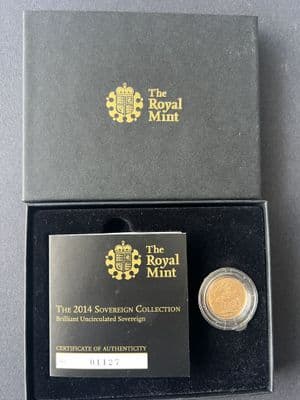 The
Royal
Mint
The
Royal
Mint
THE 2014 SOVEREIGN COLLECTION
Brilliant Uncirculated Sovereign
CERTIFICATE OF AUTHENTICITY
01127